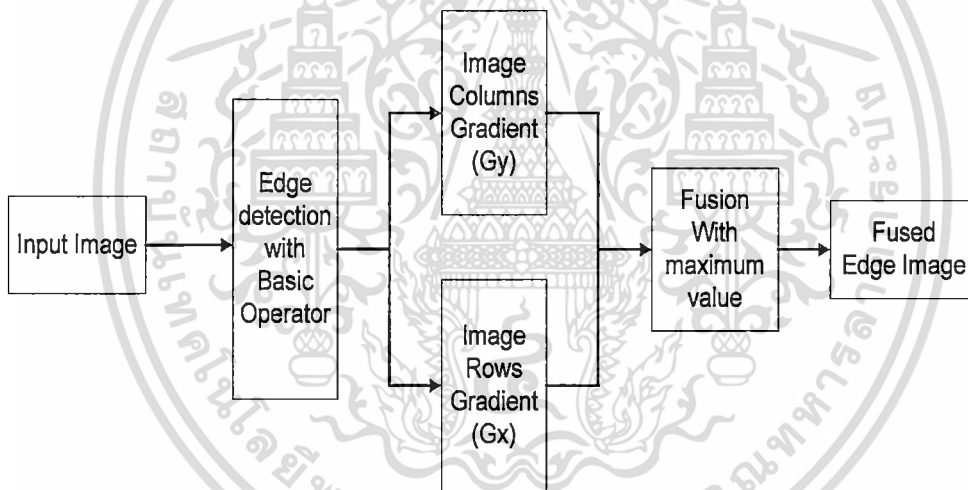 Input Image
Edge
detection
with
Basic
Operator
Image
Columns
Gradient
(Gy)
Image
Rows
Gradient
(Gx)
Fusion
With
maximum
value
Fused
Edge Image